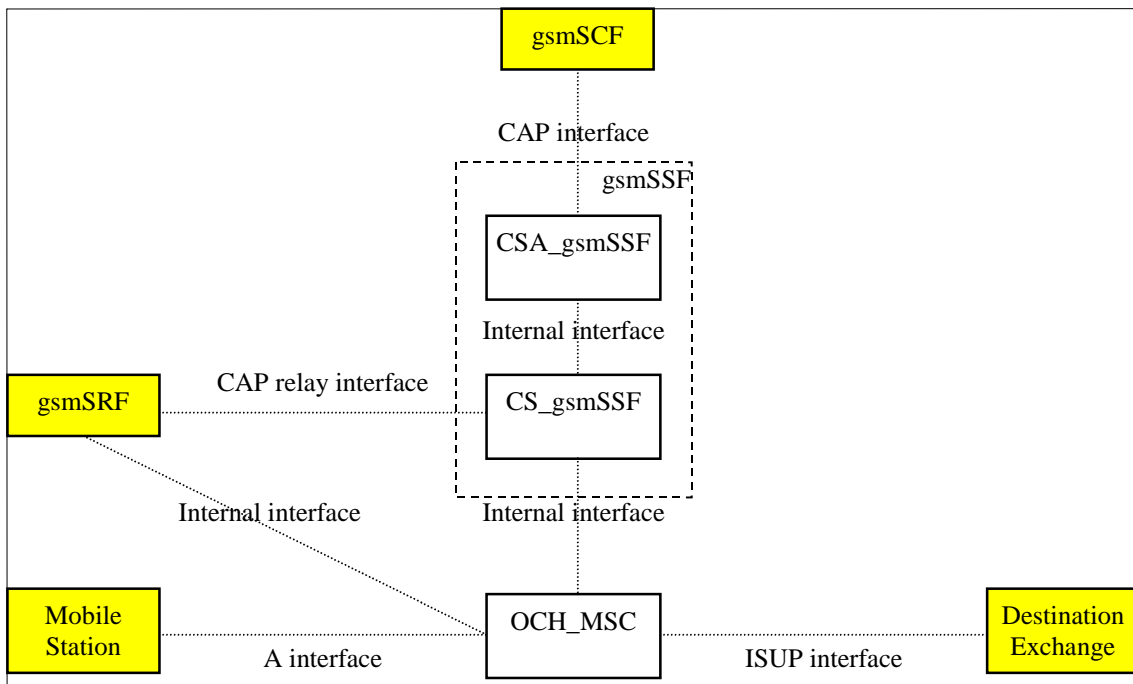 gsmSCF
CAP interface
gsmSSF
CSA_gsmSSF
Internal interface
CAP relay interface
gsmSRF
CS_gsmSSF
Internal interface
Internal interface
Mobile
Station
A interface
OCH_MSC
ISUP interface
Destination
Exchange